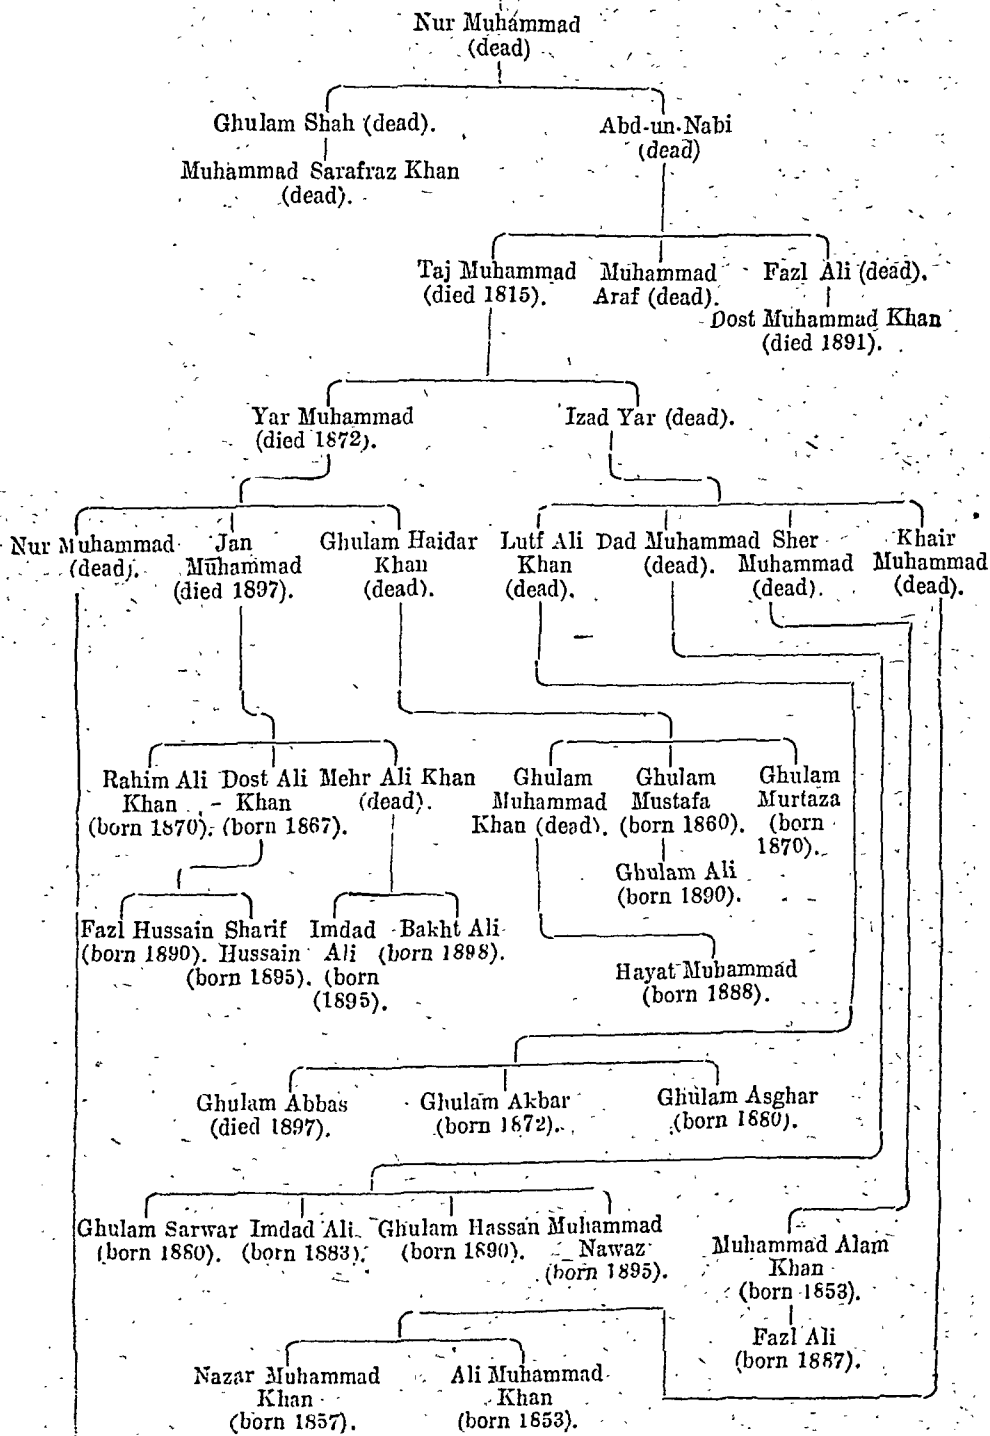 Nur Muhammad
(dead)
Ghulam Shah (dead).
Muhammad Sarafraz Khan
(dead).
Abd-un-Nabi
(dead)
Taj Muhammad
(died 1815).
Muhammad
Araf (dead).
Fazl Ali (dead).
Dost Muhammad Khan
(died 1891).
Yar Muhammad
(died 1872).
Izad Yar (dead).
Nur Muhammad
(dead).
Jan
Muhammad
(died 1897).
Ghulam Haidar
Khan
(dead).
Lutf Ali
Khan
(dead).
Dad Muhammad
(dead).
Sher
Muhammad
(dead).
Khair
Muhammad
(dead).
Rahim Ali
Khan
(born 1870).
Dost Ali
Khan
(born 1867).
Mehr Ali Khan
(dead).
Ghulam
Muhammad
Khan (dead).
Ghulam
Mustafa
(born 1860).
Ghulam
Murtaza
(born
1870).
Ghulam Ali
(born 1890).
Fazl Hussain
(born 1890).
Sharif
Hussain
(born 1895).
Imdad
Ali
(born
(1895).
Bakht Ali
(born 1898).
Hayat Muhammad
(born 1888).
Ghulam Abbas
(died 1897).
Ghulam Akbar
(born 1872).
Ghulam Asghar
(born 1880).
Ghulam Sarwar
(born 1880).
Imdad Ali
(born 1883).
Ghulam Hassan
(born 1890).
Muhammad
Nawaz
(born 1895).
Muhammad Alam
Khan
(born 1853).
Fazl Ali
(born 1887).
Nazar Muhammad
Khan
(born 1857).
Ali Muhammad
Khan
(born 1853).